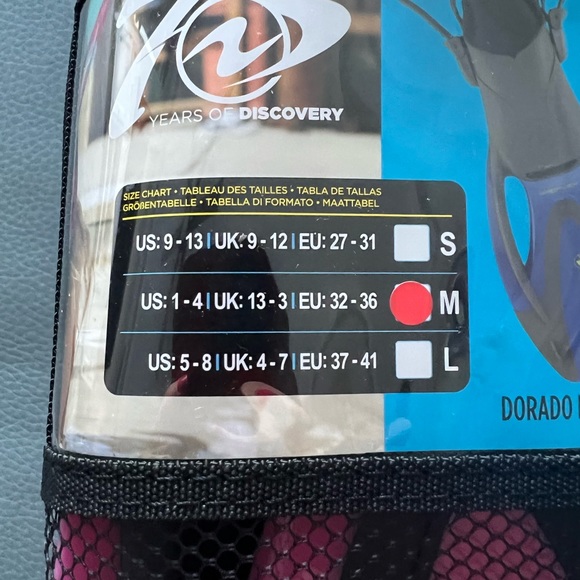 YEARS OF DISCOVERY
SIZE CHART • TABLEAU DES TAILLES • TABLA DE TALLAS
GRÖßENTABELLE • TABELLA DI FORMATO • MAATTABEL
US: 9 - 13 | UK: 9 - 12 | EU: 27 - 31 S
US: 1 - 4 | UK: 13 - 3 | EU: 32 - 36 M
US: 5 - 8 | UK: 4 - 7 | EU: 37 - 41 L
DORADO